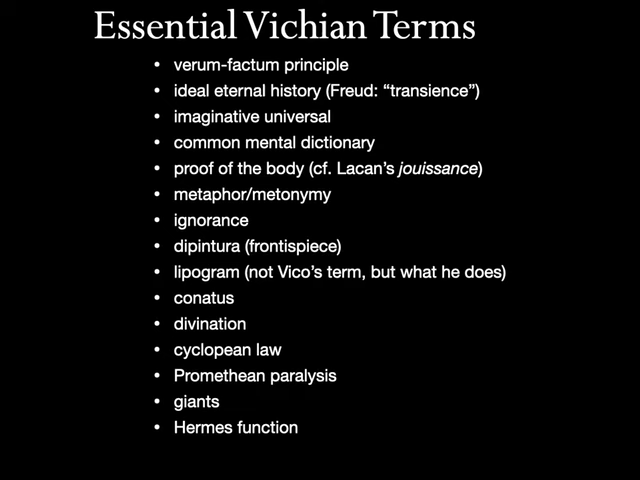 Essential Vichian Terms
• verum-factum principle
• ideal eternal history (Freud: “transience”)
• imaginative universal
• common mental dictionary
• proof of the body (cf. Lacan’s jouissance)
• metaphor/metonymy
• ignorance
• dipintura (frontispiece)
• lipogram (not Vico’s term, but what he does)
• conatus
• divination
• cyclopean law
• Promethean paralysis
• giants
• Hermes function